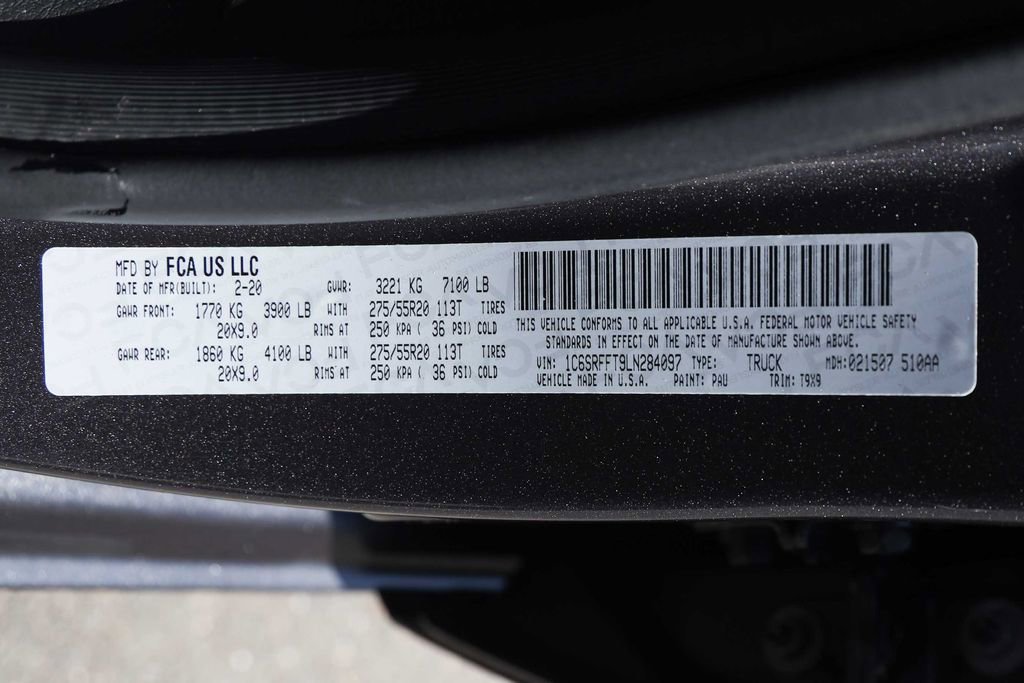 MFD BY FCA US LLC
DATE OF MFR(BUILT): 2-20 GVWR: 3221 KG 7100 LB
GAWR FRONT: 1770 KG 3900 LB WITH 275/55R20 113T TIRES
20X9.0 RIMS AT 250 KPA ( 36 PSI) COLD
GAWR REAR: 1860 KG 4100 LB WITH 275/55R20 113T TIRES
20X9.0 RIMS AT 250 KPA ( 36 PSI) COLD
THIS VEHICLE CONFORMS TO ALL APPLICABLE U.S.A. FEDERAL MOTOR VEHICLE SAFETY
STANDARDS IN EFFECT ON THE DATE OF MANUFACTURE SHOWN ABOVE.
VIN: 1C6SRFFT9LN284097 TYPE: TRUCK MDH:021507 510AA
VEHICLE MADE IN U.S.A. PAINT: PAU TRIM: T9X9